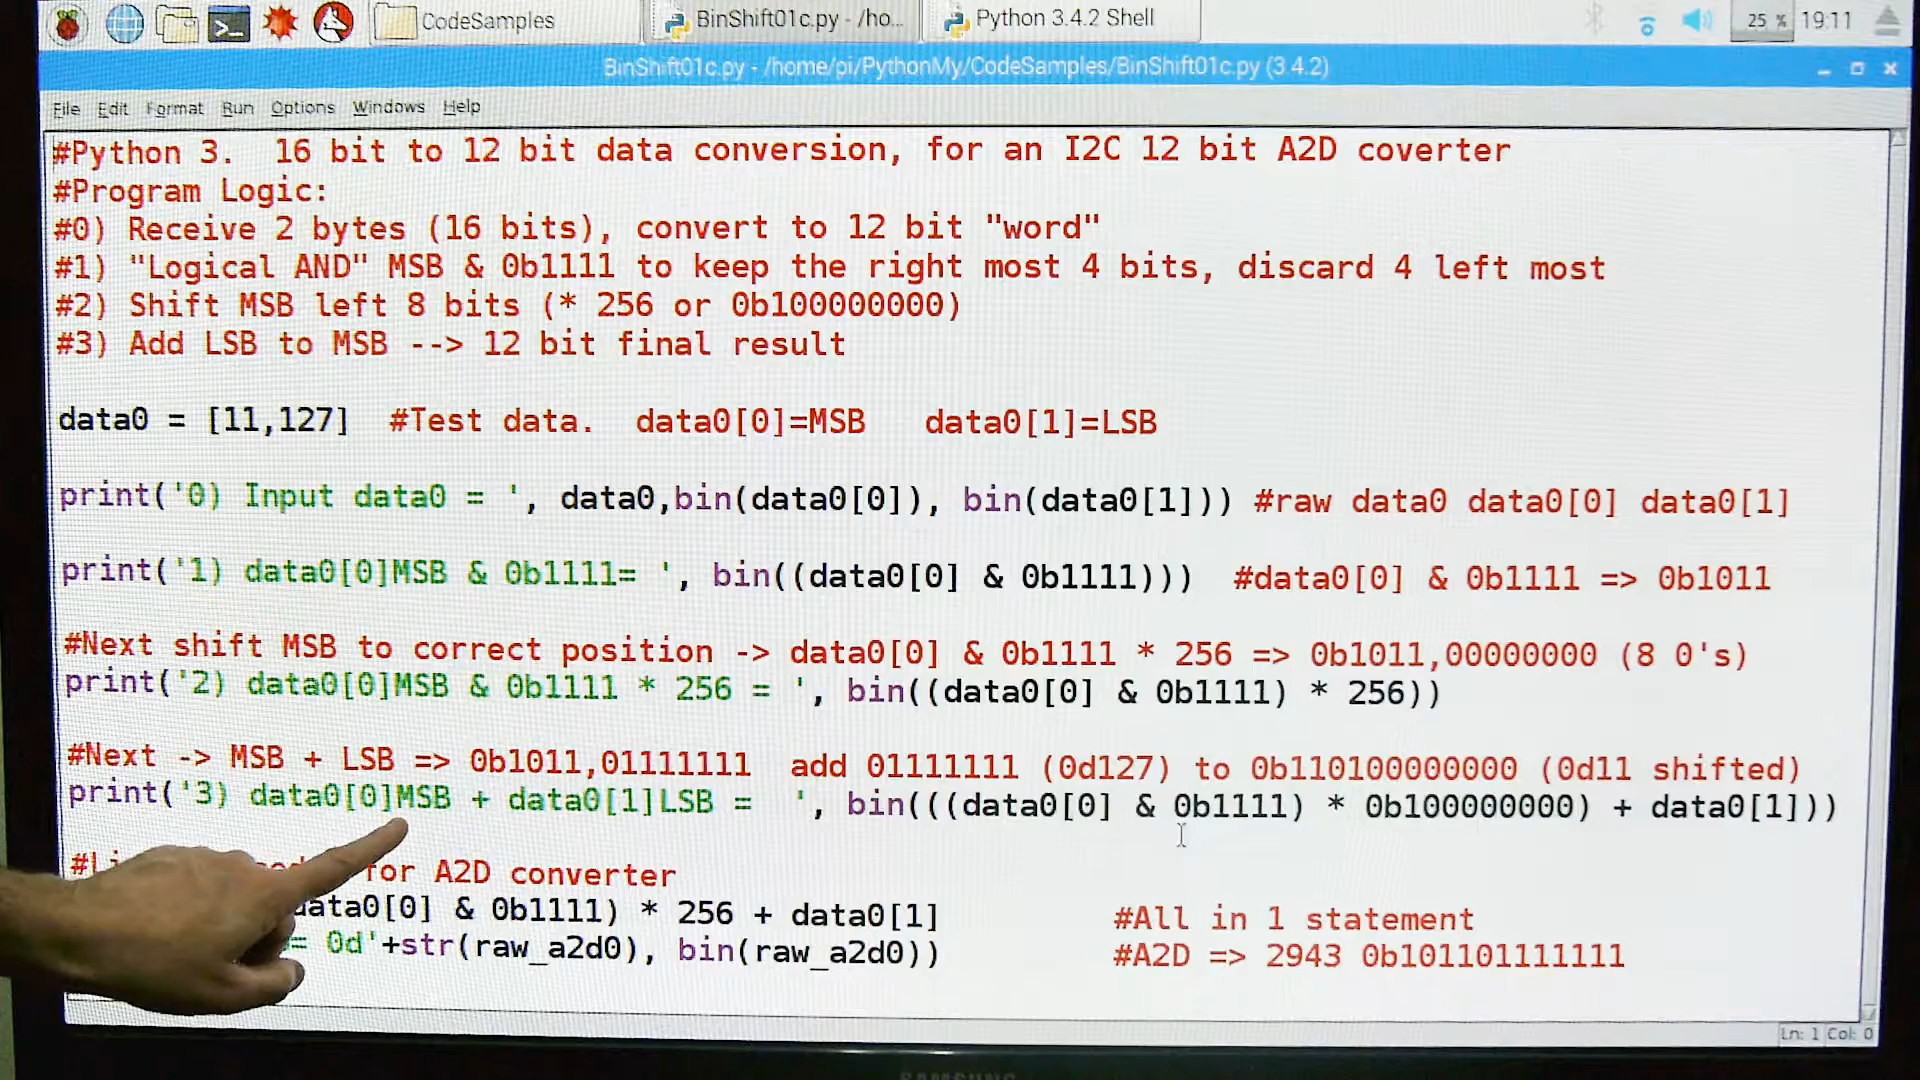 CodeSamples
BinShift01c.py - /ho...
Python 3.4.2 Shell
25 %
19:11
BinShift01c.py - /home/pi/PythonMy/CodeSamples/BinShift01c.py (3.4.2)
File Edit Format Run Options Windows Help
#Python 3.  16 bit to 12 bit data conversion, for an I2C 12 bit A2D coverter
#Program Logic:
#0) Receive 2 bytes (16 bits), convert to 12 bit "word"
#1) "Logical AND" MSB & 0b1111 to keep the right most 4 bits, discard 4 left most
#2) Shift MSB left 8 bits (* 256 or 0b100000000)
#3) Add LSB to MSB --> 12 bit final result
data0 = [11,127]  #Test data.  data0[0]=MSB   data0[1]=LSB
print('0) Input data0 = ', data0,bin(data0[0]), bin(data0[1])) #raw data0 data0[0] data0[1]
print('1) data0[0]MSB & 0b1111= ', bin((data0[0] & 0b1111)))  #data0[0] & 0b1111 => 0b1011
#Next shift MSB to correct position -> data0[0] & 0b1111 * 256 => 0b1011,00000000 (8 0's)
print('2) data0[0]MSB & 0b1111 * 256 = ', bin((data0[0] & 0b1111) * 256))
#Next -> MSB + LSB => 0b1011,01111111  add 01111111 (0d127) to 0b110100000000 (0d11 shifted)
print('3) data0[0]MSB + data0[1]LSB =  ', bin(((data0[0] & 0b1111) * 0b100000000) + data0[1]))
for A2D converter
data0[0] & 0b1111) * 256 + data0[1]  #All in 1 statement
= 0d'+str(raw_a2d0), bin(raw_a2d0))  #A2D => 2943 0b101101111111
Ln: 1 Col: 0
SAMSUNG